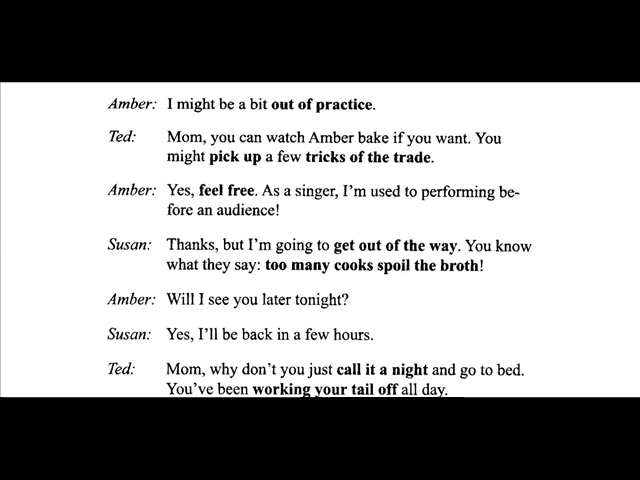 Amber: I might be a bit out of practice.
Ted: Mom, you can watch Amber bake if you want. You
might pick up a few tricks of the trade.
Amber: Yes, feel free. As a singer, I'm used to performing be-
fore an audience!
Susan: Thanks, but I'm going to get out of the way. You know
what they say: too many cooks spoil the broth!
Amber: Will I see you later tonight?
Susan: Yes, I'll be back in a few hours.
Ted: Mom, why don't you just call it a night and go to bed.
You've been working your tail off all day.